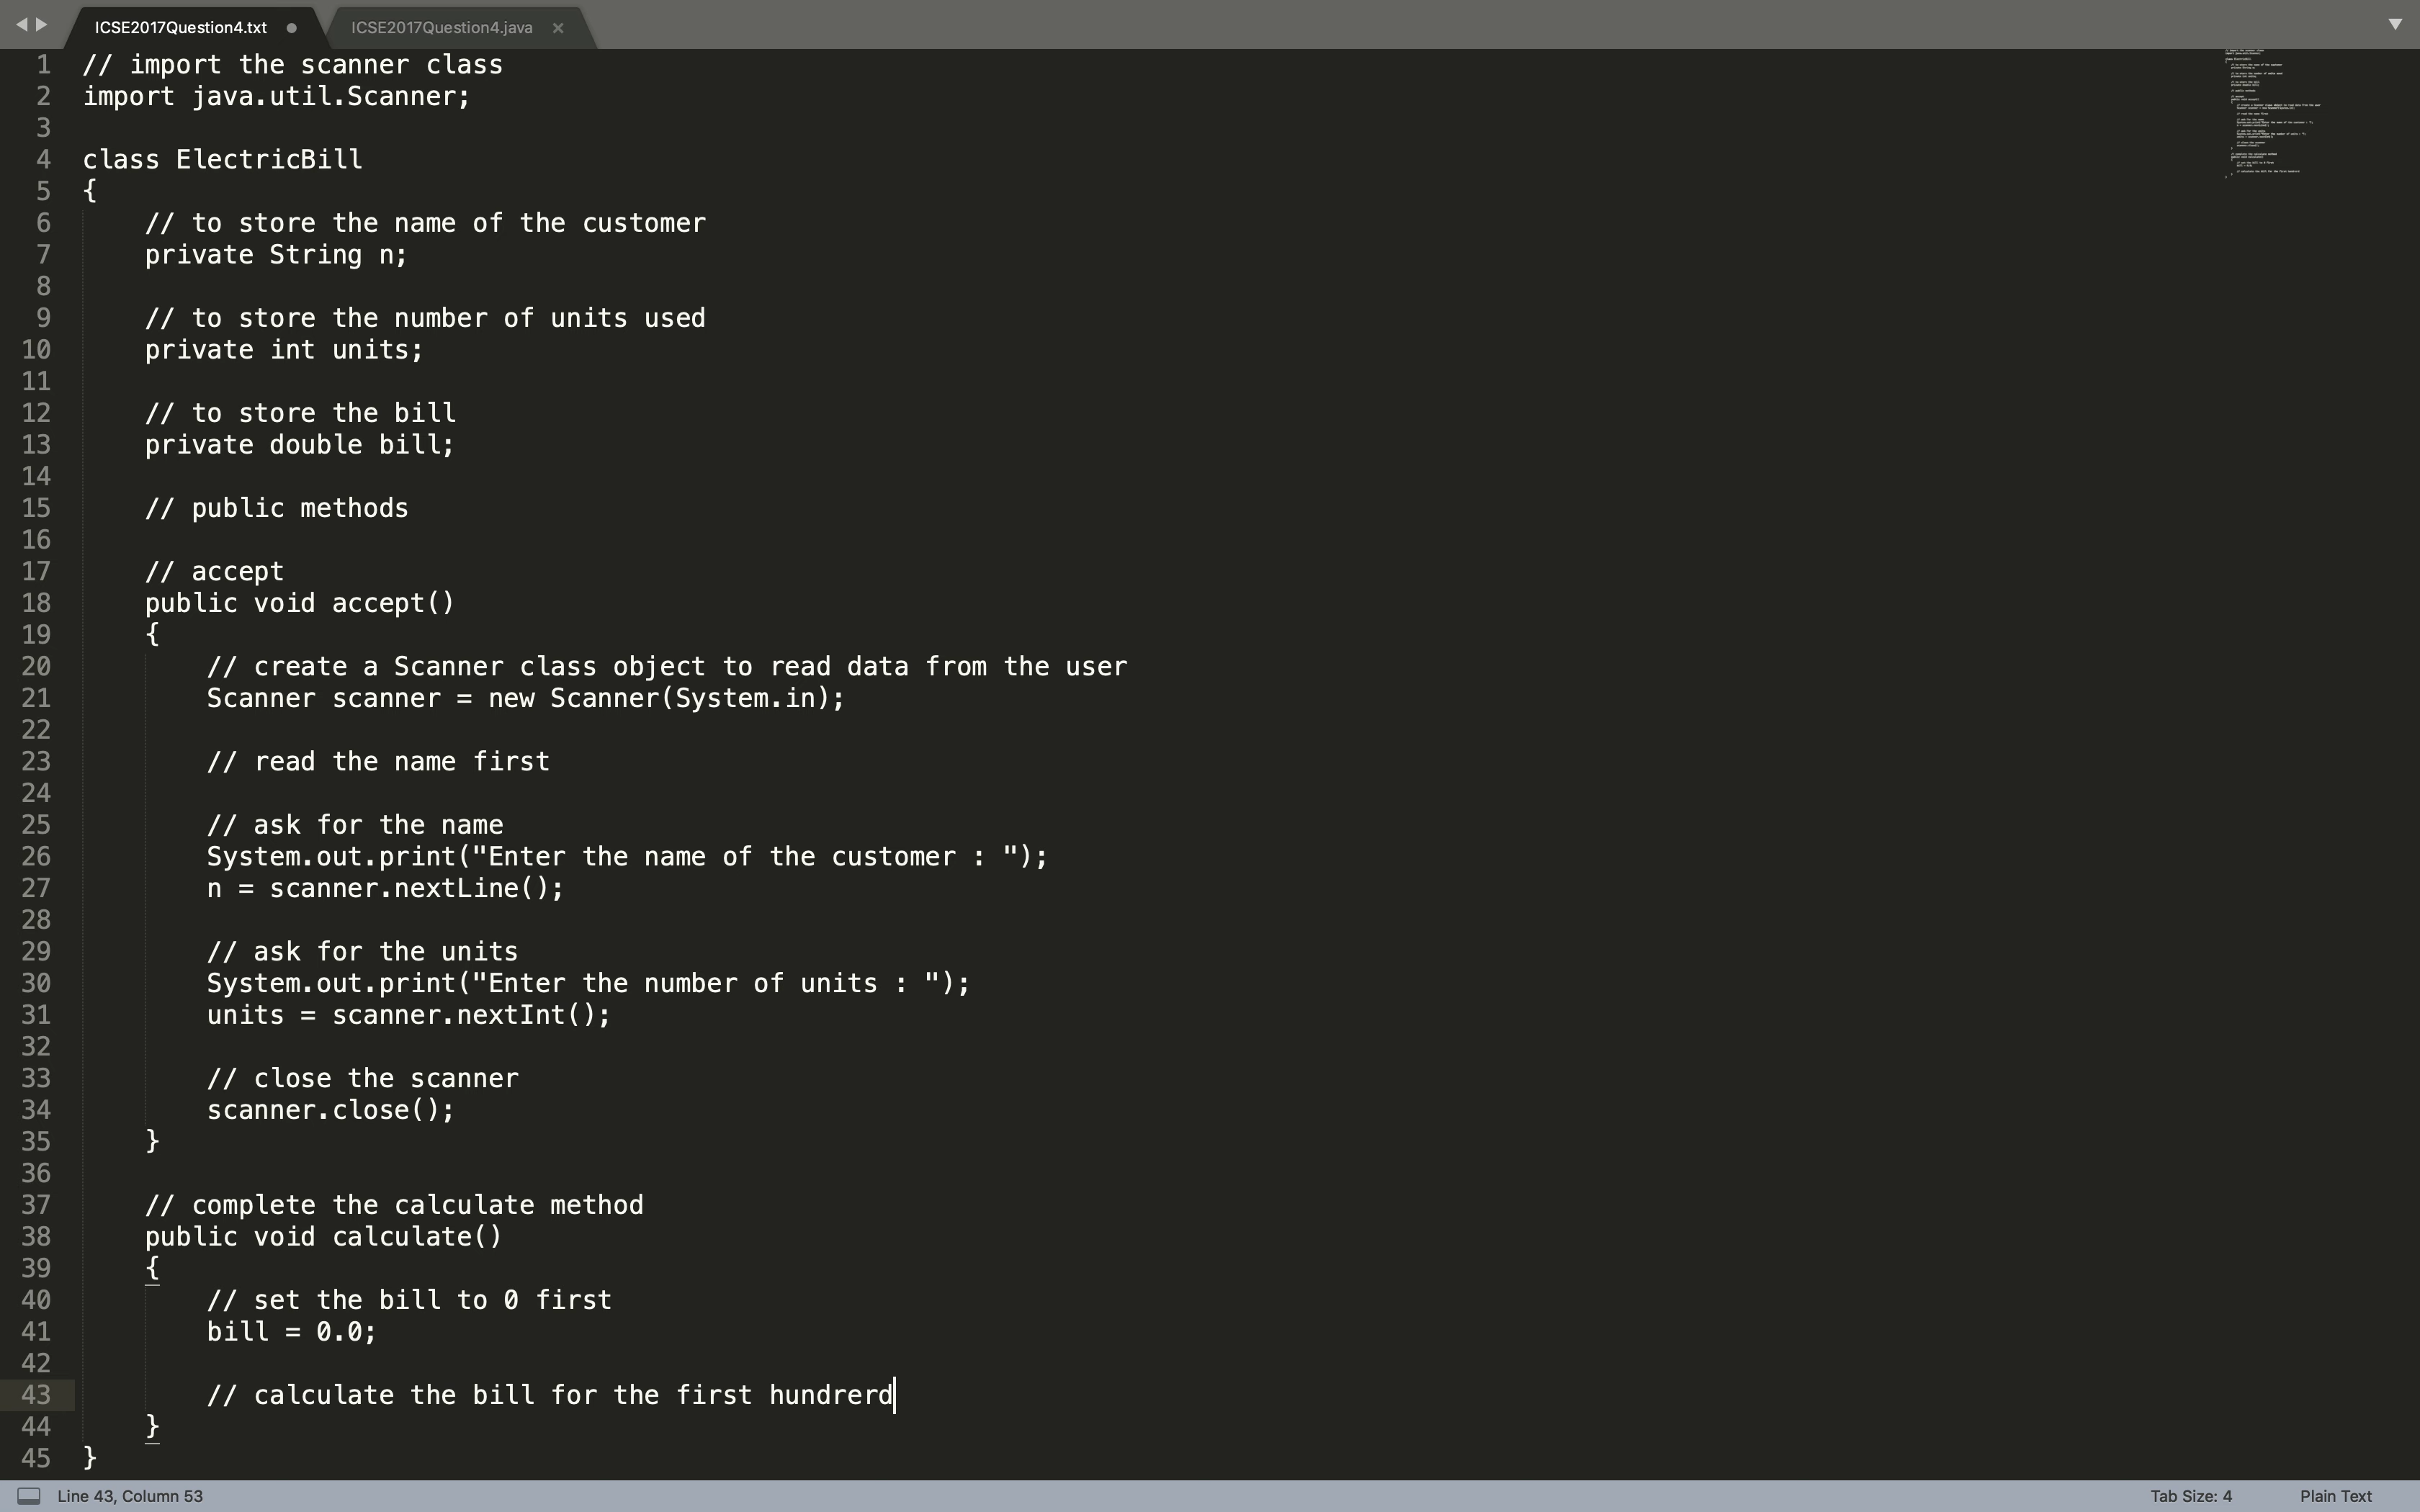 ICSE2017Question4.txt ICSE2017Question4.java
1 // import the scanner class
2 import java.util.Scanner;
3
4 class ElectricBill
5 {
6 // to store the name of the customer
7 private String n;
8
9 // to store the number of units used
10 private int units;
11
12 // to store the bill
13 private double bill;
14
15 // public methods
16
17 // accept
18 public void accept()
19 {
20 // create a Scanner class object to read data from the user
21 Scanner scanner = new Scanner(System.in);
22
23 // read the name first
24
25 // ask for the name
26 System.out.print("Enter the name of the customer : ");
27 n = scanner.nextLine();
28
29 // ask for the units
30 System.out.print("Enter the number of units : ");
31 units = scanner.nextInt();
32
33 // close the scanner
34 scanner.close();
35 }
36
37 // complete the calculate method
38 public void calculate()
39 {
40 // set the bill to 0 first
41 bill = 0.0;
42
43 // calculate the bill for the first hundrerd
44 }
45 }
Line 43, Column 53 Tab Size: 4 Plain Text